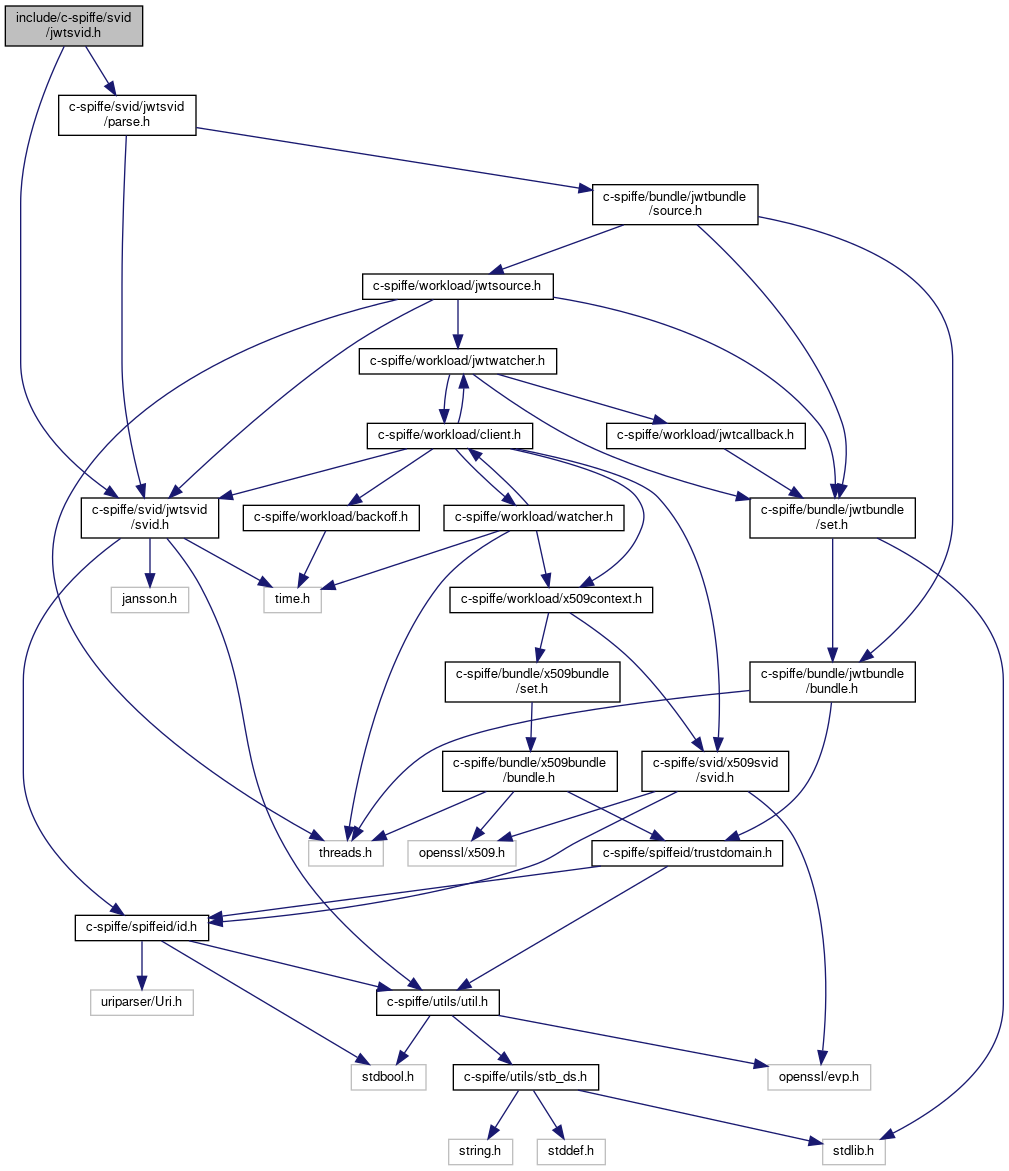 include/c-spiffe/svid
/jwtsvid.h
c-spiffe/svid/jwtsvid
/parse.h
c-spiffe/bundle/jwtbundle
/source.h
c-spiffe/workload/jwtsource.h
c-spiffe/workload/jwtwatcher.h
c-spiffe/workload/client.h
c-spiffe/workload/jwtcallback.h
c-spiffe/svid/jwtsvid
/svid.h
c-spiffe/workload/backoff.h
c-spiffe/workload/watcher.h
c-spiffe/bundle/jwtbundle
/set.h
jansson.h
time.h
c-spiffe/workload/x509context.h
c-spiffe/bundle/x509bundle
/set.h
c-spiffe/bundle/jwtbundle
/bundle.h
c-spiffe/bundle/x509bundle
/bundle.h
c-spiffe/svid/x509svid
/svid.h
threads.h
openssl/x509.h
c-spiffe/spiffeid/trustdomain.h
c-spiffe/spiffeid/id.h
uriparser/Uri.h
c-spiffe/utils/util.h
stdbool.h
c-spiffe/utils/stb_ds.h
openssl/evp.h
string.h
stddef.h
stdlib.h